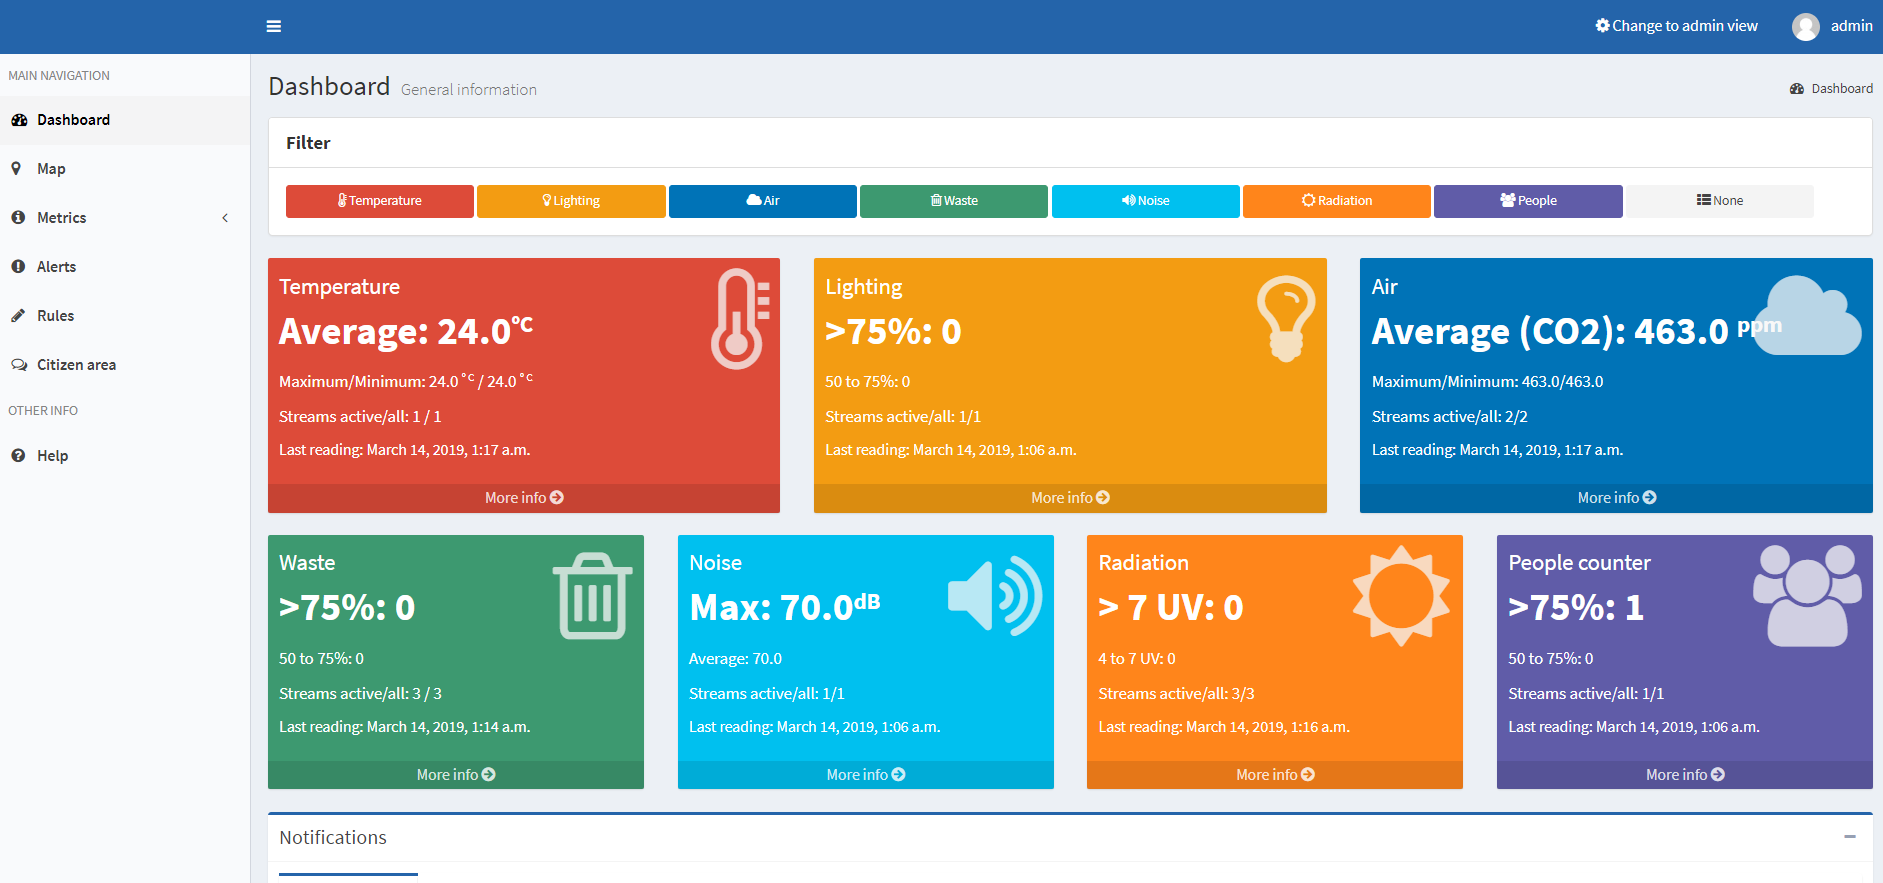 Change to admin view
admin
MAIN NAVIGATION
Dashboard
Map
Metrics
Alerts
Rules
Citizen area
OTHER INFO
Help
Dashboard General information
Dashboard
Filter
Temperature
Lighting
Air
Waste
Noise
Radiation
People
None
Temperature
Average: 24.0°C
Maximum/Minimum: 24.0 °C / 24.0 °C
Streams active/all: 1 / 1
Last reading: March 14, 2019, 1:17 a.m.
More info
Lighting
>75%: 0
50 to 75%: 0
Streams active/all: 1/1
Last reading: March 14, 2019, 1:06 a.m.
More info
Air
Average (CO2): 463.0 ppm
Maximum/Minimum: 463.0/463.0
Streams active/all: 2/2
Last reading: March 14, 2019, 1:17 a.m.
More info
Waste
>75%: 0
50 to 75%: 0
Streams active/all: 3 / 3
Last reading: March 14, 2019, 1:14 a.m.
More info
Noise
Max: 70.0dB
Average: 70.0
Streams active/all: 1/1
Last reading: March 14, 2019, 1:06 a.m.
More info
Radiation
> 7 UV: 0
4 to 7 UV: 0
Streams active/all: 3/3
Last reading: March 14, 2019, 1:16 a.m.
More info
People counter
>75%: 1
50 to 75%: 0
Streams active/all: 1/1
Last reading: March 14, 2019, 1:06 a.m.
More info
Notifications